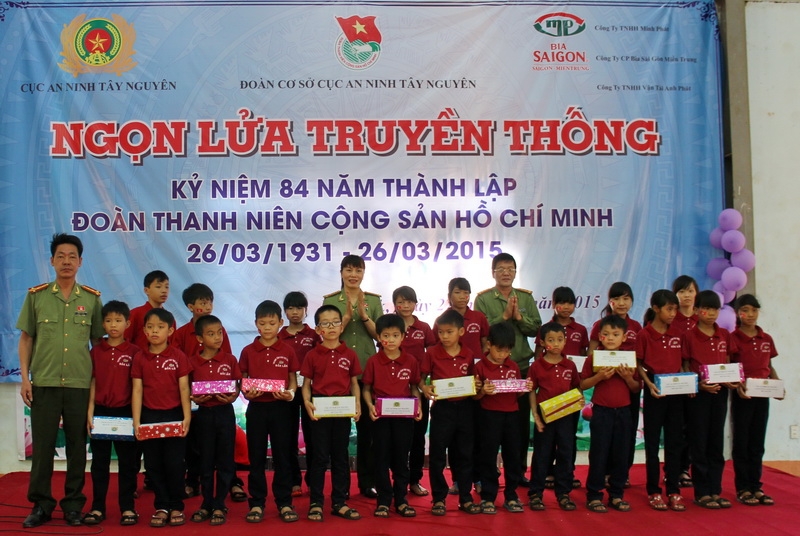 CỤC AN NINH TÂY NGUYÊN
ĐOÀN CƠ SỞ CỤC AN NINH TÂY NGUYÊN
BIA
SAIGON
SAIGON - MIENTRUNG
Công Ty TNHH Minh Phát
Công Ty CP Bia Sài Gòn Miền Trung
Công Ty TNHH Vận Tải Anh Phát
NGỌN LỬA TRUYỀN THỐNG
KỶ NIỆM 84 NĂM THÀNH LẬP
ĐOÀN THANH NIÊN CỘNG SẢN HỒ CHÍ MINH
26/03/1931 - 26/03/2015